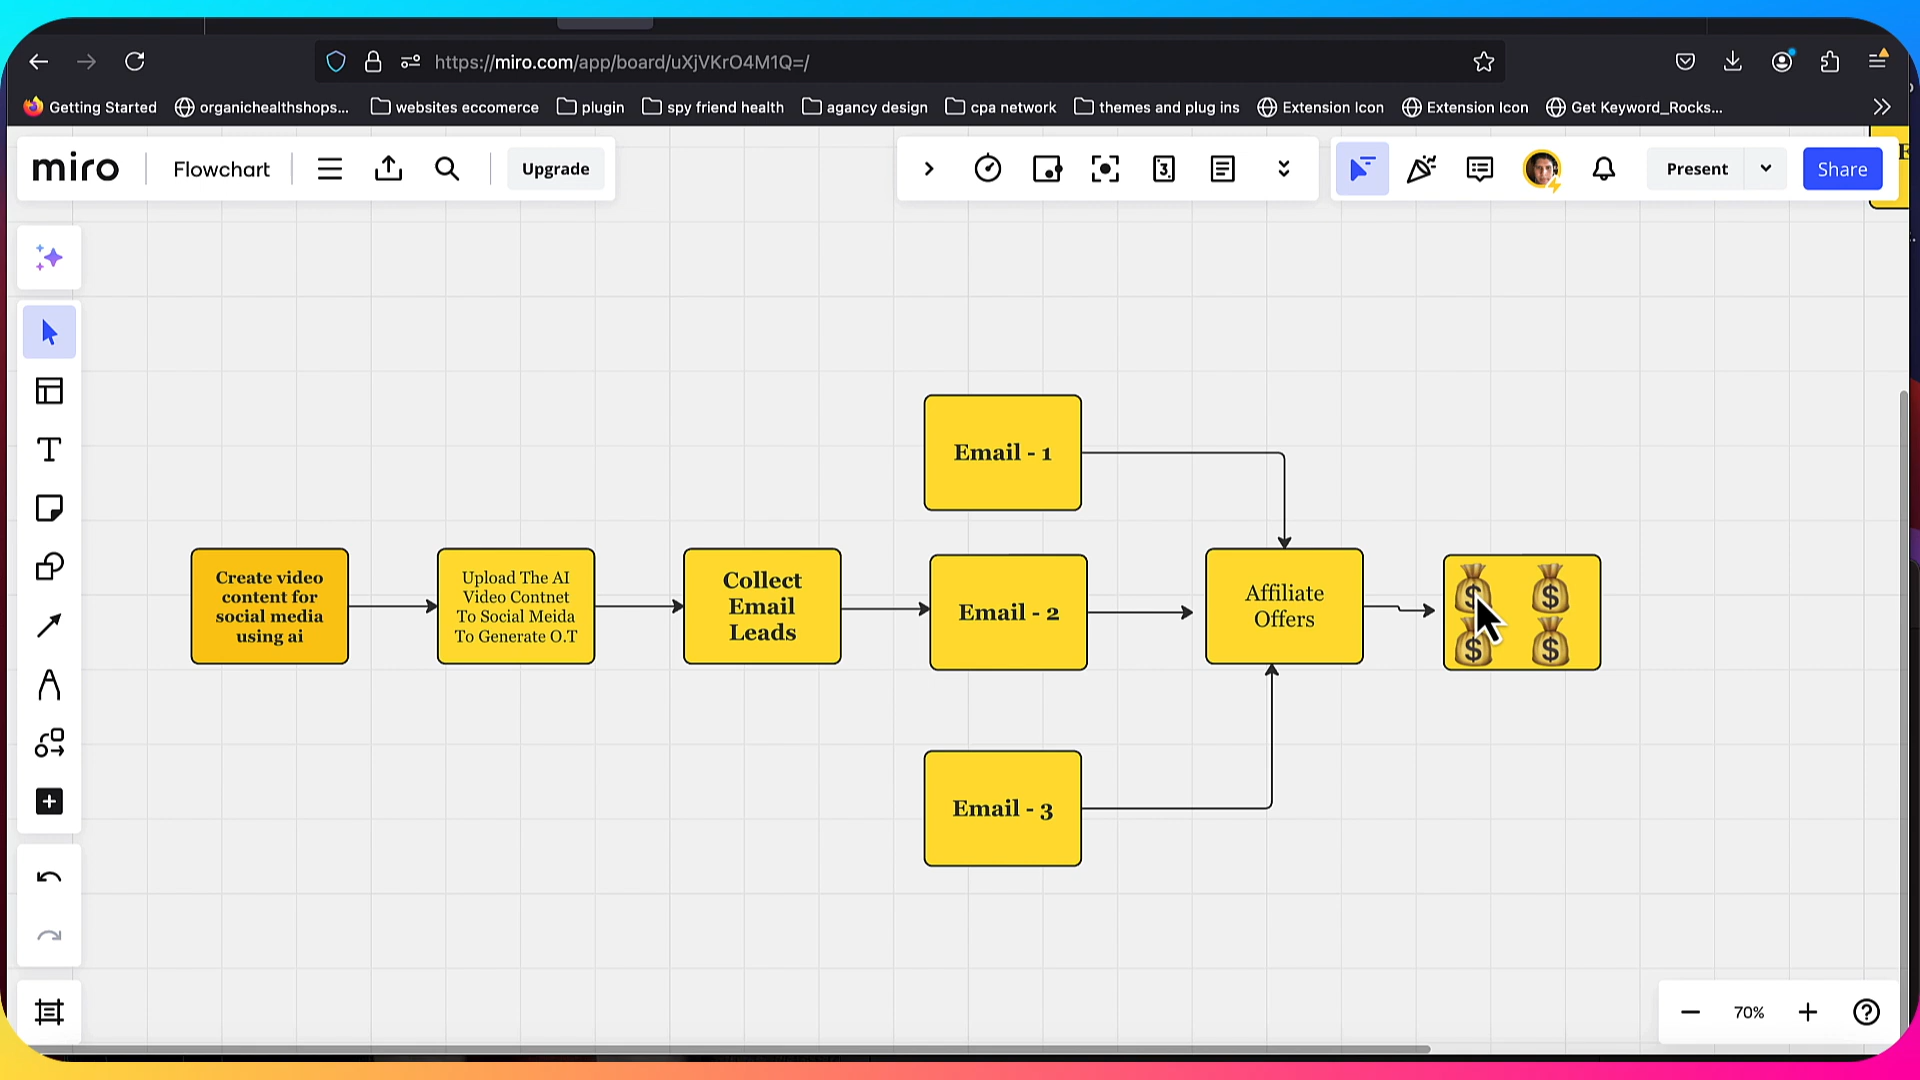 https://miro.com/app/board/uXjVKrO4M1Q=/
Getting Started
organichealthshops...
websites eccomerce
plugin
spy friend health
agancy design
cpa network
themes and plug ins
Extension Icon
Extension Icon
Get Keyword_Rocks...
miro
Flowchart
Upgrade
3
Present
Share
Email - 1
Create video
content for
social media
using ai
Upload The AI
Video Contnet
To Social Meida
To Generate O.T
Collect
Email
Leads
Email - 2
Affiliate
Offers
Email - 3
70%